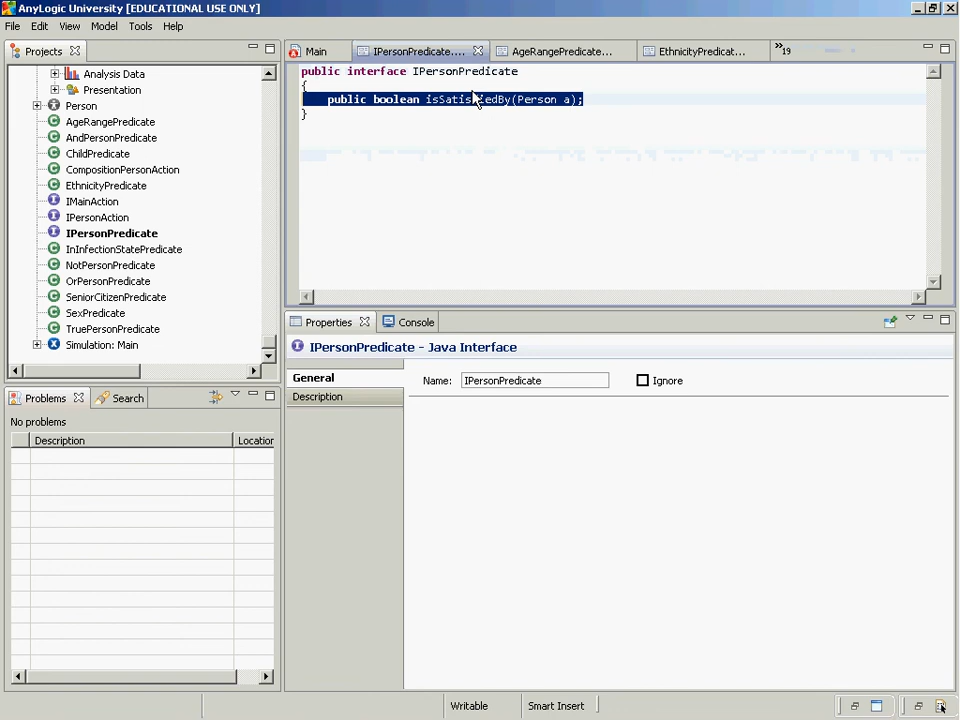 AnyLogic University [EDUCATIONAL USE ONLY]
File Edit View Model Tools Help
Projects
Analysis Data
Presentation
Person
AgeRangePredicate
AndPersonPredicate
ChildPredicate
CompositionPersonAction
EthnicityPredicate
IMainAction
IPersonAction
IPersonPredicate
InInfectionStatePredicate
NotPersonPredicate
OrPersonPredicate
SeniorCitizenPredicate
SexPredicate
TruePersonPredicate
Simulation: Main
Main IPersonPredicate.... AgeRangePredicate... EthnicityPredicat... »19
public interface IPersonPredicate
{
public boolean isSatisfiedBy(Person a);
}
Problems Search
No problems
Description Location
Properties Console
IPersonPredicate - Java Interface
General
Description
Name: IPersonPredicate Ignore
Writable Smart Insert